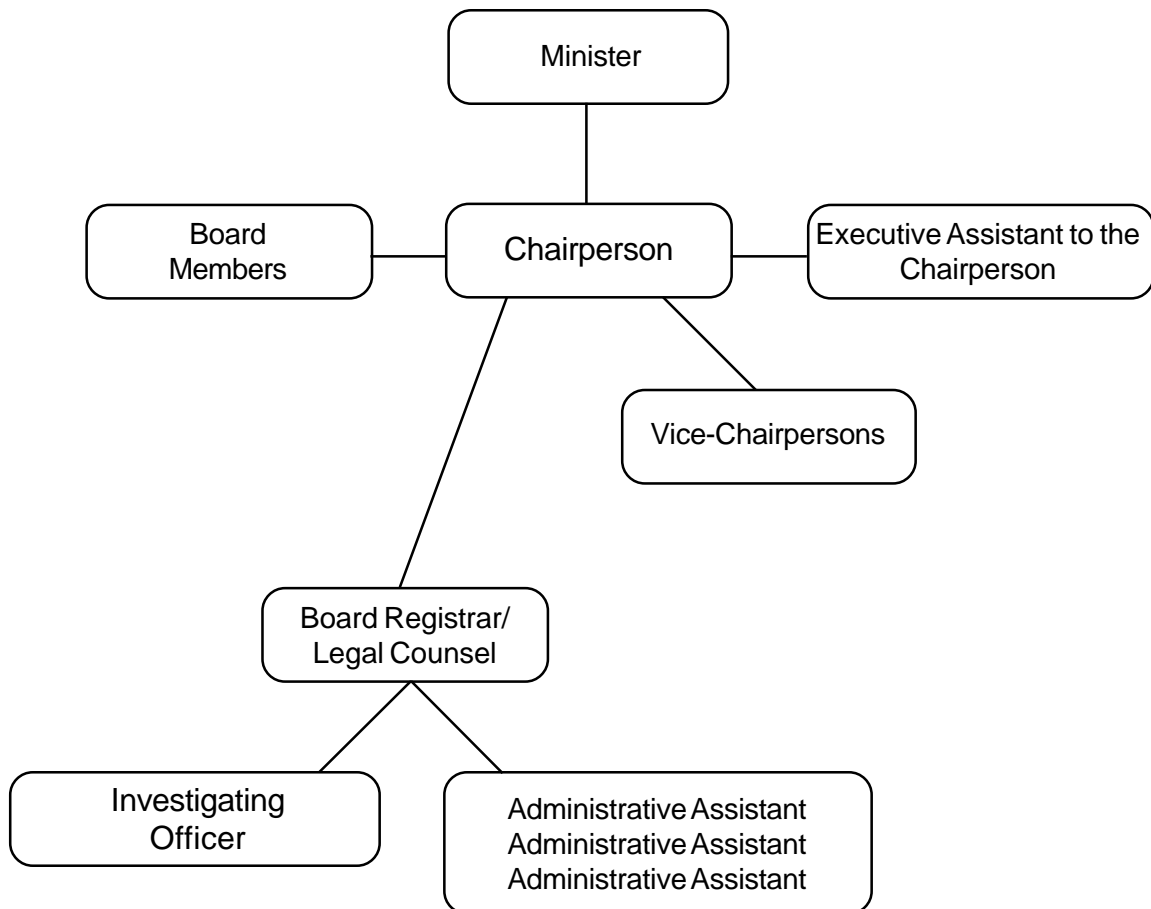 Minister
Board
Members
Chairperson
Executive Assistant to the
Chairperson
Vice-Chairpersons
Board Registrar/
Legal Counsel
Investigating
Officer
Administrative Assistant
Administrative Assistant
Administrative Assistant